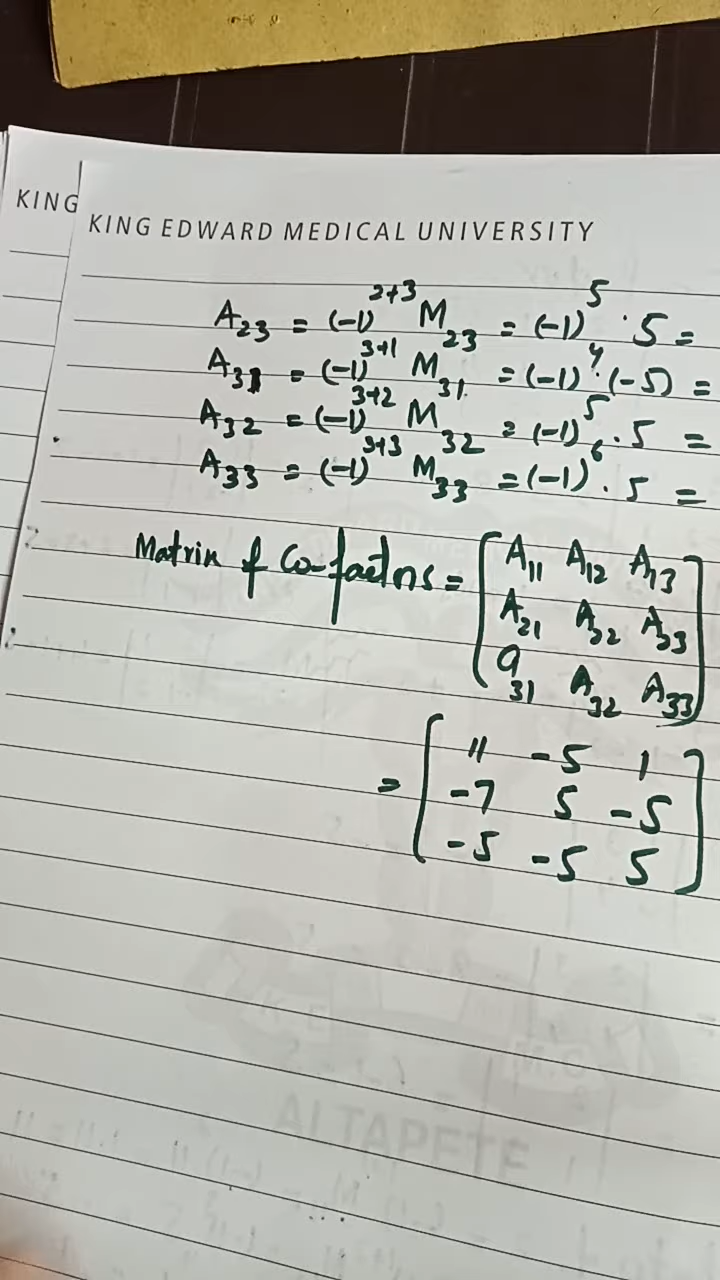 KING
KING EDWARD MEDICAL UNIVERSITY
A₂₃ = (-1)²⁺³ M₂₃ = (-1)⁵ · 5 =
A₃₁ = (-1)³⁺¹ M₃₁ = (-1)⁴ · (-5) =
A₃₂ = (-1)³⁺² M₃₂ = (-1)⁵ · 5 =
A₃₃ = (-1)³⁺³ M₃₃ = (-1)⁶ · 5 =
Matrix of Co-factors = [A₁₁ A₁₂ A₁₃
A₂₁ A₂₂ A₂₃
a₃₁ A₃₂ A₃₃]
= [11 -5 1
-7 5 -5
-5 -5 5]
K.E
M.C
ALTAPETE